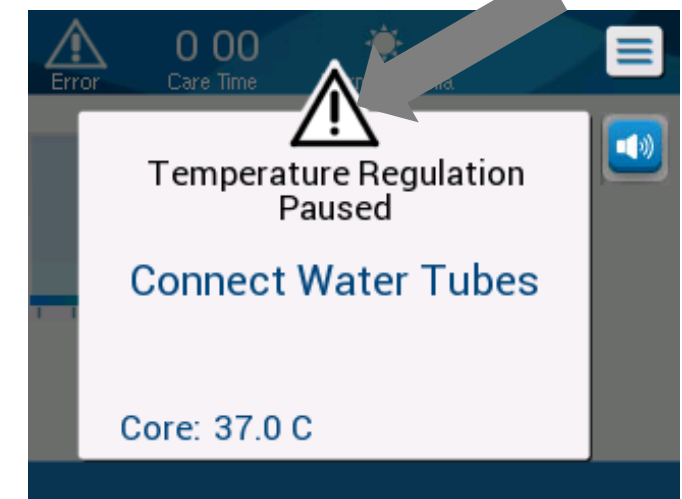 0 00
Error
Care Time
Temperature Regulation
Paused
Connect Water Tubes
Core: 37.0 C